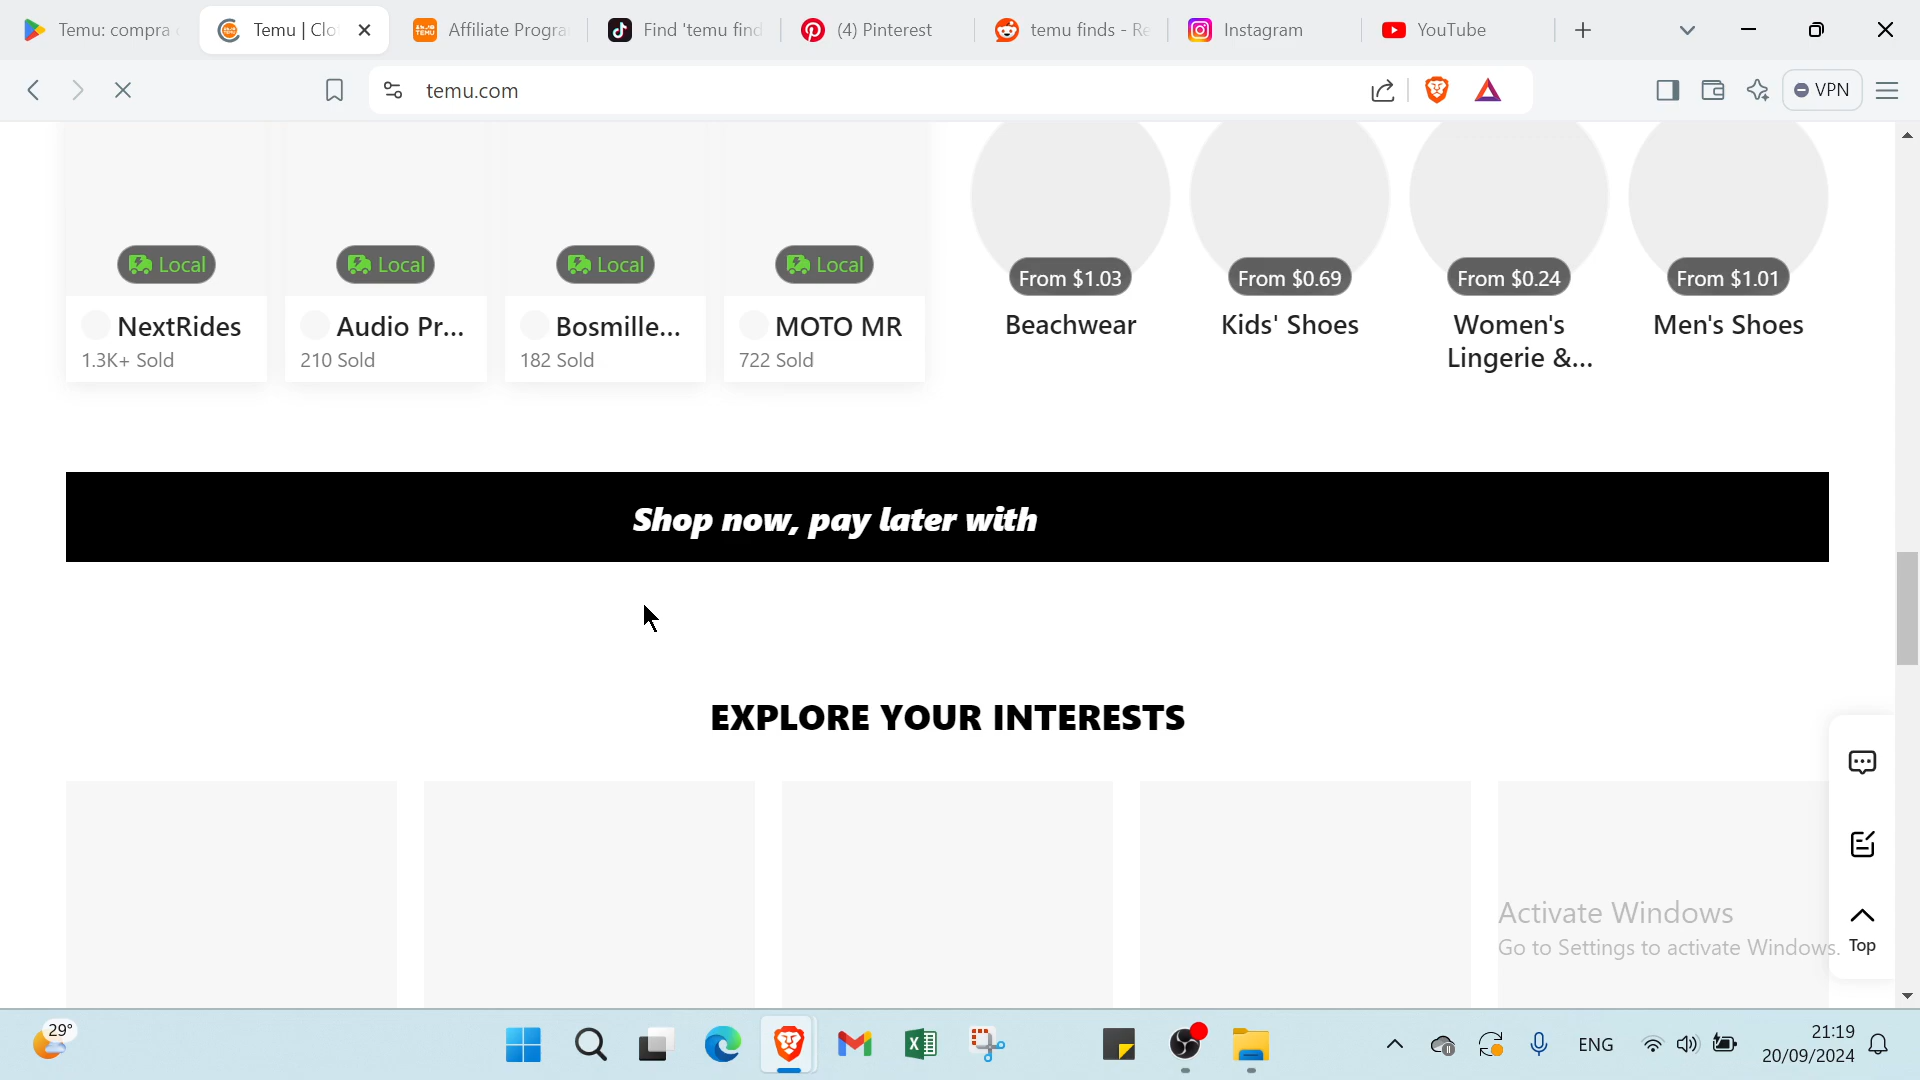 Temu: compra
Temu | Clo
Affiliate Progra
Find 'temu find
(4) Pinterest
temu finds - Re
Instagram
YouTube
temu.com
VPN
Local
Local
Local
Local
From $1.03
From $0.69
From $0.24
From $1.01
NextRides
Audio Pr...
Bosmille...
MOTO MR
Beachwear
Kids' Shoes
Women's
Lingerie &...
Men's Shoes
1.3K+ Sold
210 Sold
182 Sold
722 Sold
Shop now, pay later with
EXPLORE YOUR INTERESTS
Activate Windows
Go to Settings to activate Windows.
Top
29°
ENG
21:19
20/09/2024